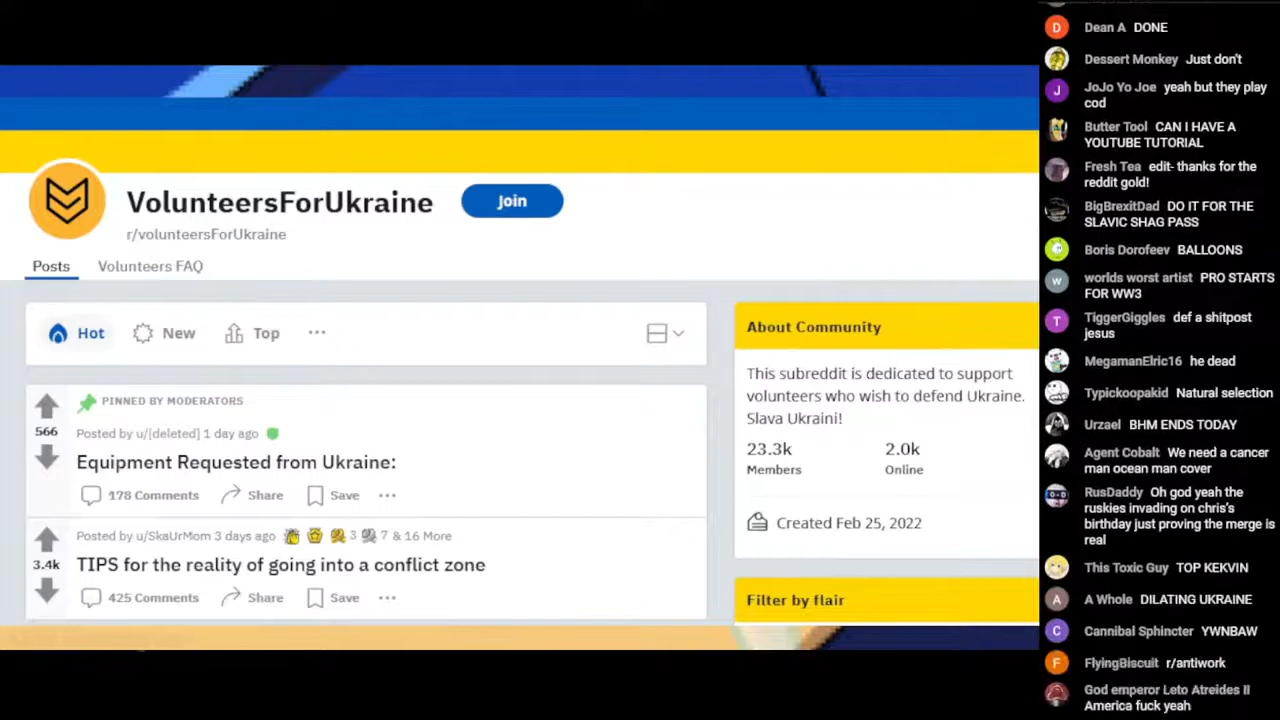 VolunteersForUkraine
Join
r/volunteersForUkraine
Posts
Volunteers FAQ
Hot
New
Top
PINNED BY MODERATORS
566
Posted by u/[deleted] 1 day ago
Equipment Requested from Ukraine:
178 Comments
Share
Save
Posted by u/SkaUrMom 3 days ago
3
7
& 16 More
3.4k
TIPS for the reality of going into a conflict zone
425 Comments
Share
Save
About Community
This subreddit is dedicated to support
volunteers who wish to defend Ukraine.
Slava Ukraini!
23.3k
2.0k
Members
Online
Created Feb 25, 2022
Filter by flair
D
Dean A DONE
Dessert Monkey Just don't
J
JoJo Yo Joe yeah but they play
cod
Butter Tool CAN I HAVE A
YOUTUBE TUTORIAL
Fresh Tea edit- thanks for the
reddit gold!
BigBrexitDad DO IT FOR THE
SLAVIC SHAG PASS
Boris Dorofeev BALLOONS
w
worlds worst artist PRO STARTS
FOR WW3
T
TiggerGiggles def a shitpost
jesus
MegamanElric16 he dead
Typickoopakid Natural selection
Urzael BHM ENDS TODAY
Agent Cobalt We need a cancer
man ocean man cover
RusDaddy Oh god yeah the
ruskies invading on chris's
birthday just proving the merge is
real
This Toxic Guy TOP KEKVIN
A
A Whole DILATING UKRAINE
C
Cannibal Sphincter YWNBAW
F
FlyingBiscuit r/antiwork
God emperor Leto Atreides II
America fuck yeah